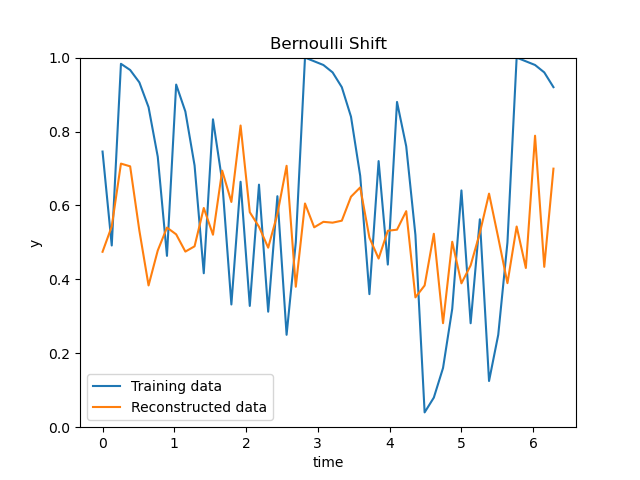 Bernoulli Shift
1.0
0.8
0.6
0.4
0.2
0.0
y
Training data
Reconstructed data
0 1 2 3 4 5 6
time